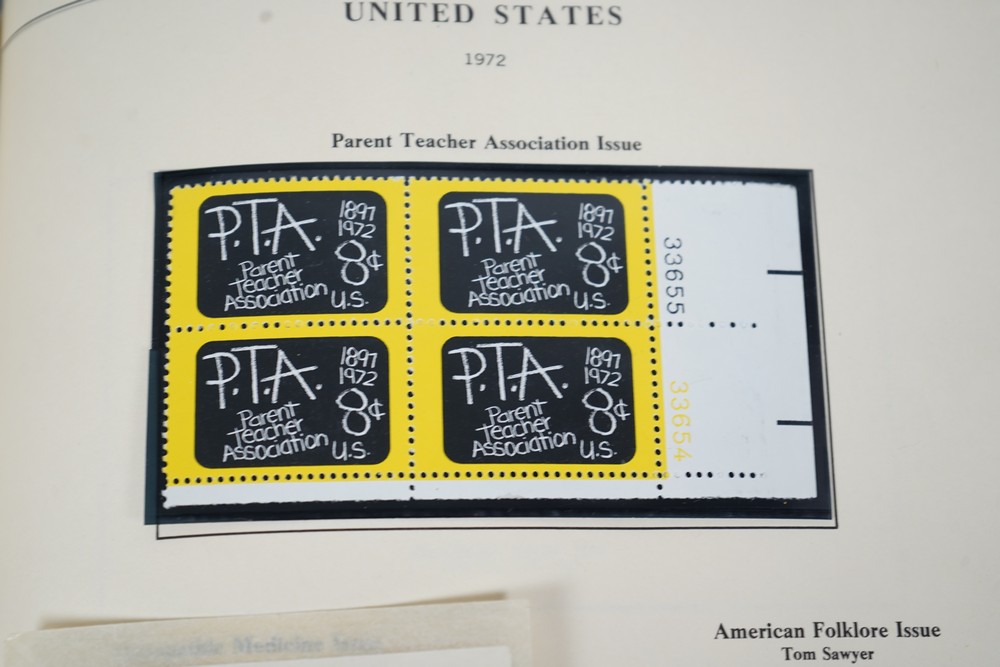 UNITED STATES
1972
Parent Teacher Association Issue
P.T.A.
1897
1972
8¢
Parent
Teacher
Association
U.S.
P.T.A.
1897
1972
8¢
Parent
Teacher
Association
U.S.
33655
P.T.A.
1897
1972
8¢
Parent
Teacher
Association
U.S.
P.T.A.
1897
1972
8¢
Parent
Teacher
Association
U.S.
33654
Medicine Issue
American Folklore Issue
Tom Sawyer